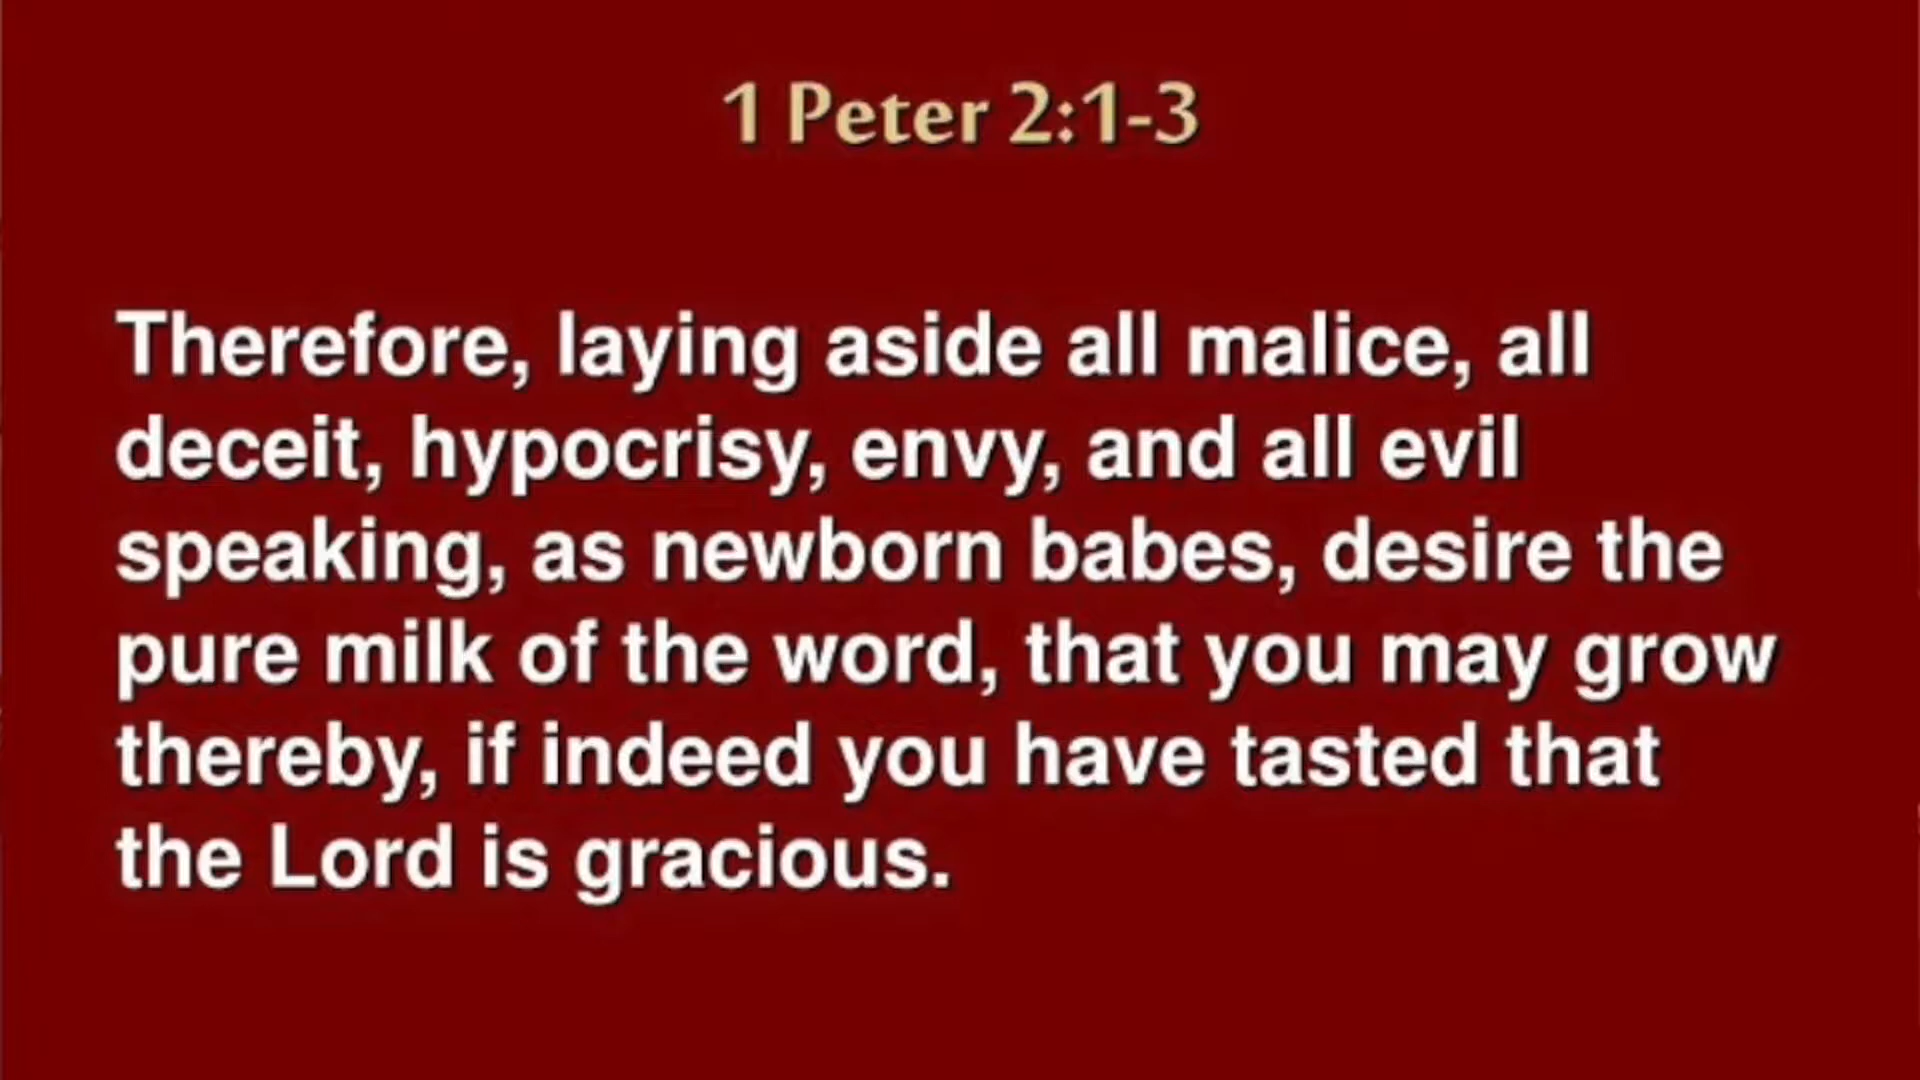 1 Peter 2:1-3
Therefore, laying aside all malice, all
deceit, hypocrisy, envy, and all evil
speaking, as newborn babes, desire the
pure milk of the word, that you may grow
thereby, if indeed you have tasted that
the Lord is gracious.